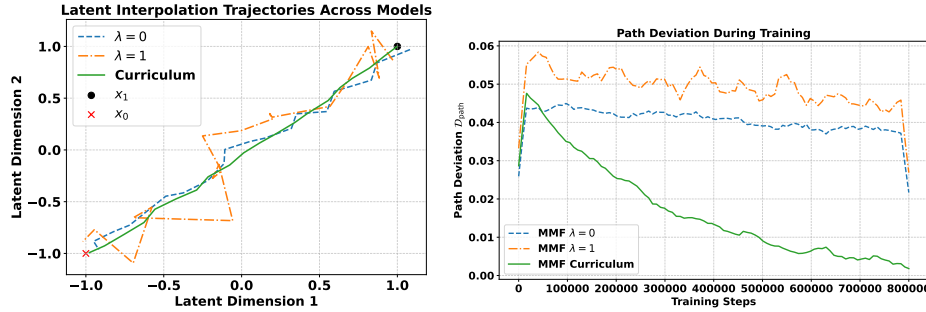 Latent Interpolation Trajectories Across Models
λ = 0
λ = 1
Curriculum
x₁
x₀
1.0
0.5
0.0
−0.5
−1.0
Latent Dimension 2
−1.0 −0.5 0.0 0.5 1.0
Latent Dimension 1
Path Deviation During Training
0.06
0.05
0.04
0.03
0.02
0.01
0.00
Path Deviation 𝒟path
MMF λ = 0
MMF λ = 1
MMF Curriculum
0 100000 200000 300000 400000 500000 600000 700000 80000
Training Steps